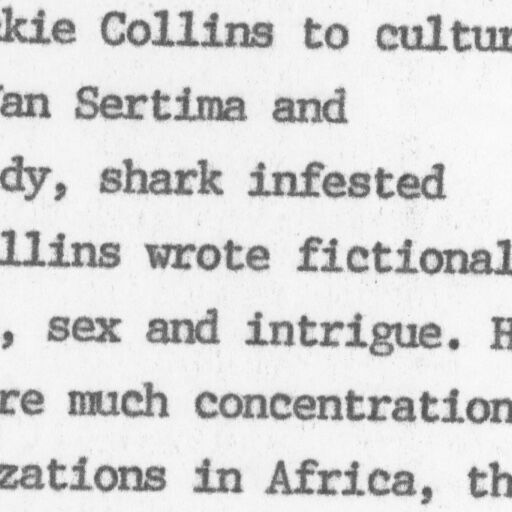 kie Collins to cultur
Van Sertima and
dy, shark infested
llins wrote fictional
, sex and intrigue. H
re much concentration
zations in Africa, th